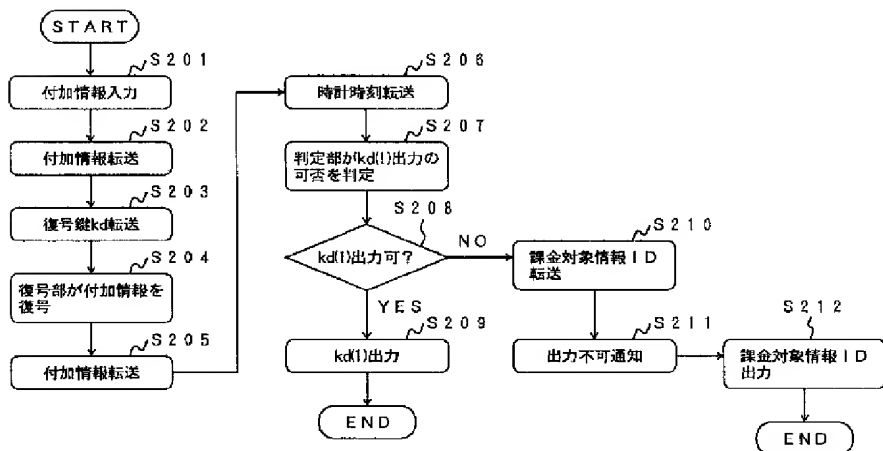 START
S201
付加情報入力
S202
付加情報転送
S203
復号鍵kd転送
S204
復号部が付加情報を
復号
S205
付加情報転送
S206
時計時刻転送
S207
判定部がkd(1)出力の
可否を判定
S208
kd(1)出力可?
NO
YES
S209
kd(1)出力
END
S210
課金対象情報ID
転送
S211
出力不可通知
S212
課金対象情報ID
出力
END